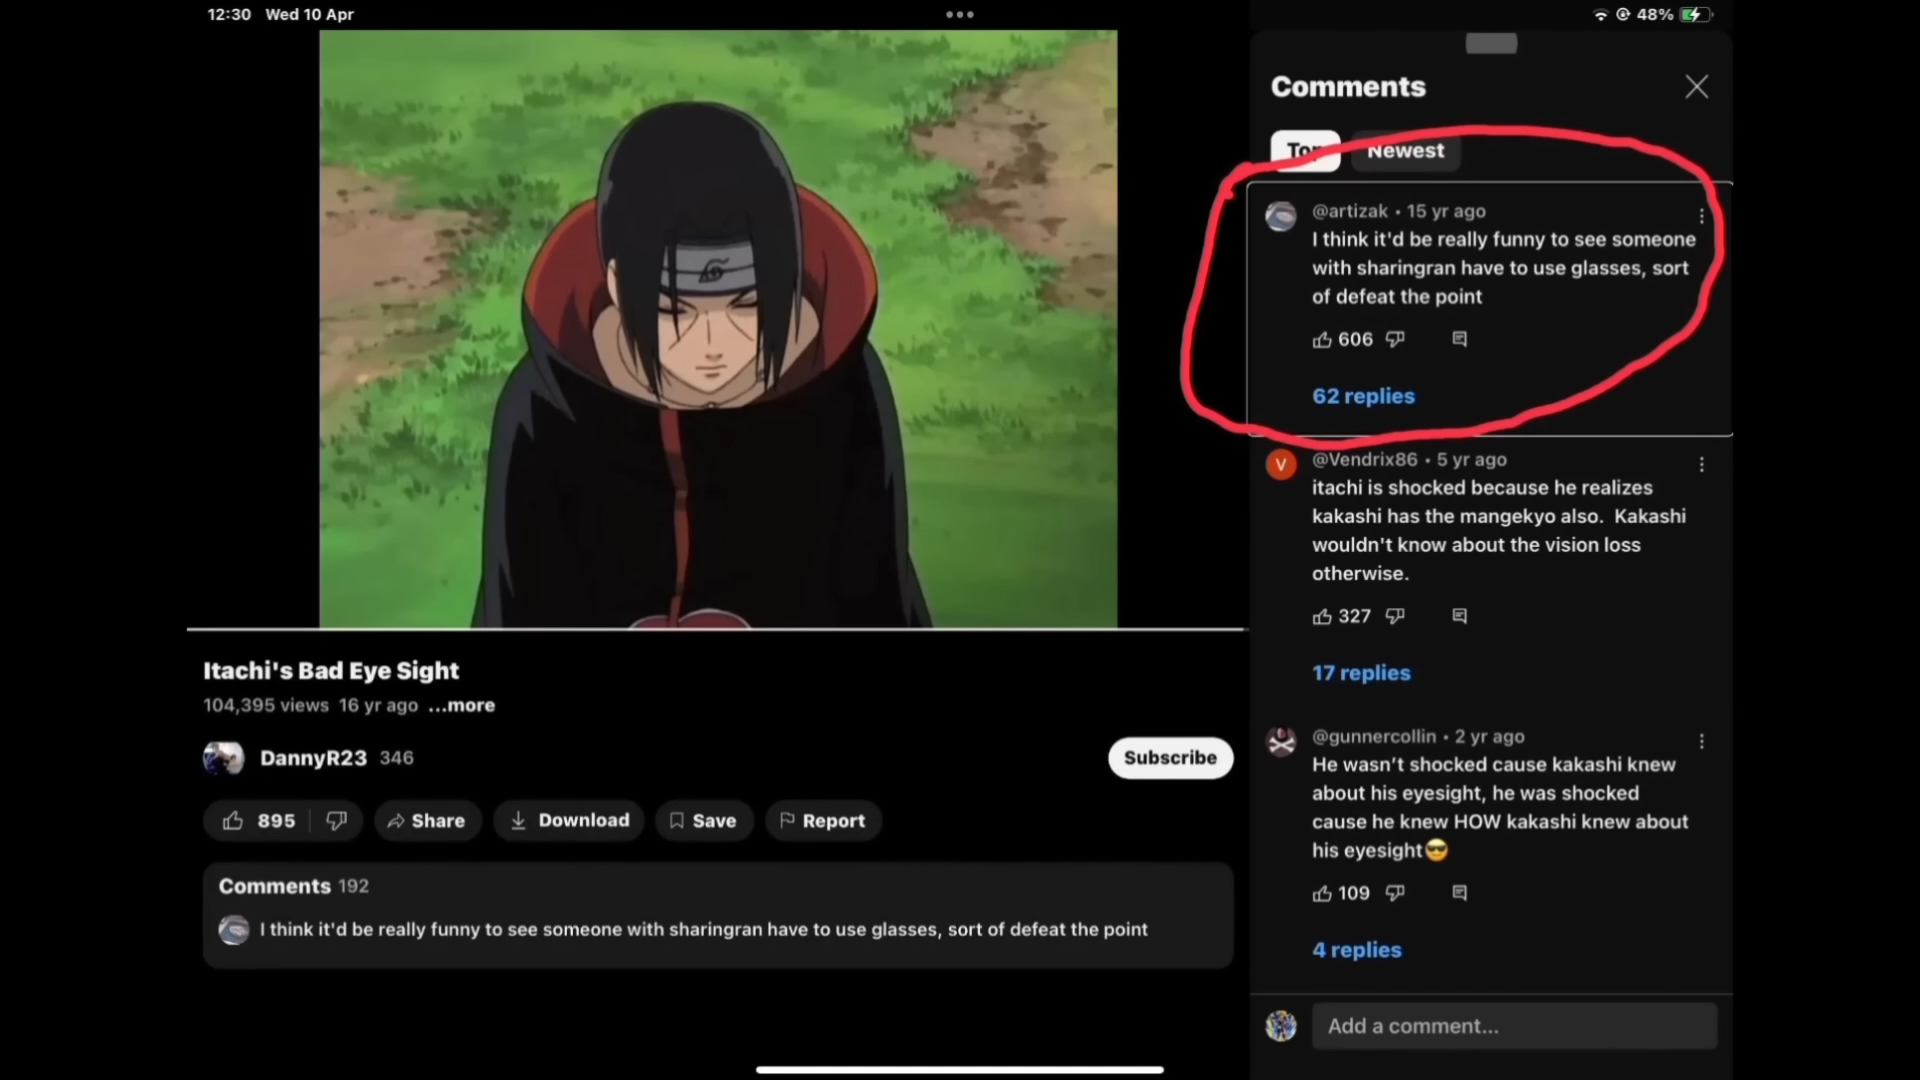 12:30 Wed 10 Apr
48%
Comments
Top Newest
@artizak • 15 yr ago
I think it'd be really funny to see someone
with sharingran have to use glasses, sort
of defeat the point
606
62 replies
V
@Vendrix86 • 5 yr ago
itachi is shocked because he realizes
kakashi has the mangekyo also. Kakashi
wouldn't know about the vision loss
otherwise.
327
17 replies
@gunnercollin • 2 yr ago
He wasn’t shocked cause kakashi knew
about his eyesight, he was shocked
cause he knew HOW kakashi knew about
his eyesight😎
109
4 replies
Add a comment...
Itachi's Bad Eye Sight
104,395 views 16 yr ago ...more
DannyR23 346
Subscribe
895 Share Download Save Report
Comments 192
I think it'd be really funny to see someone with sharingran have to use glasses, sort of defeat the point